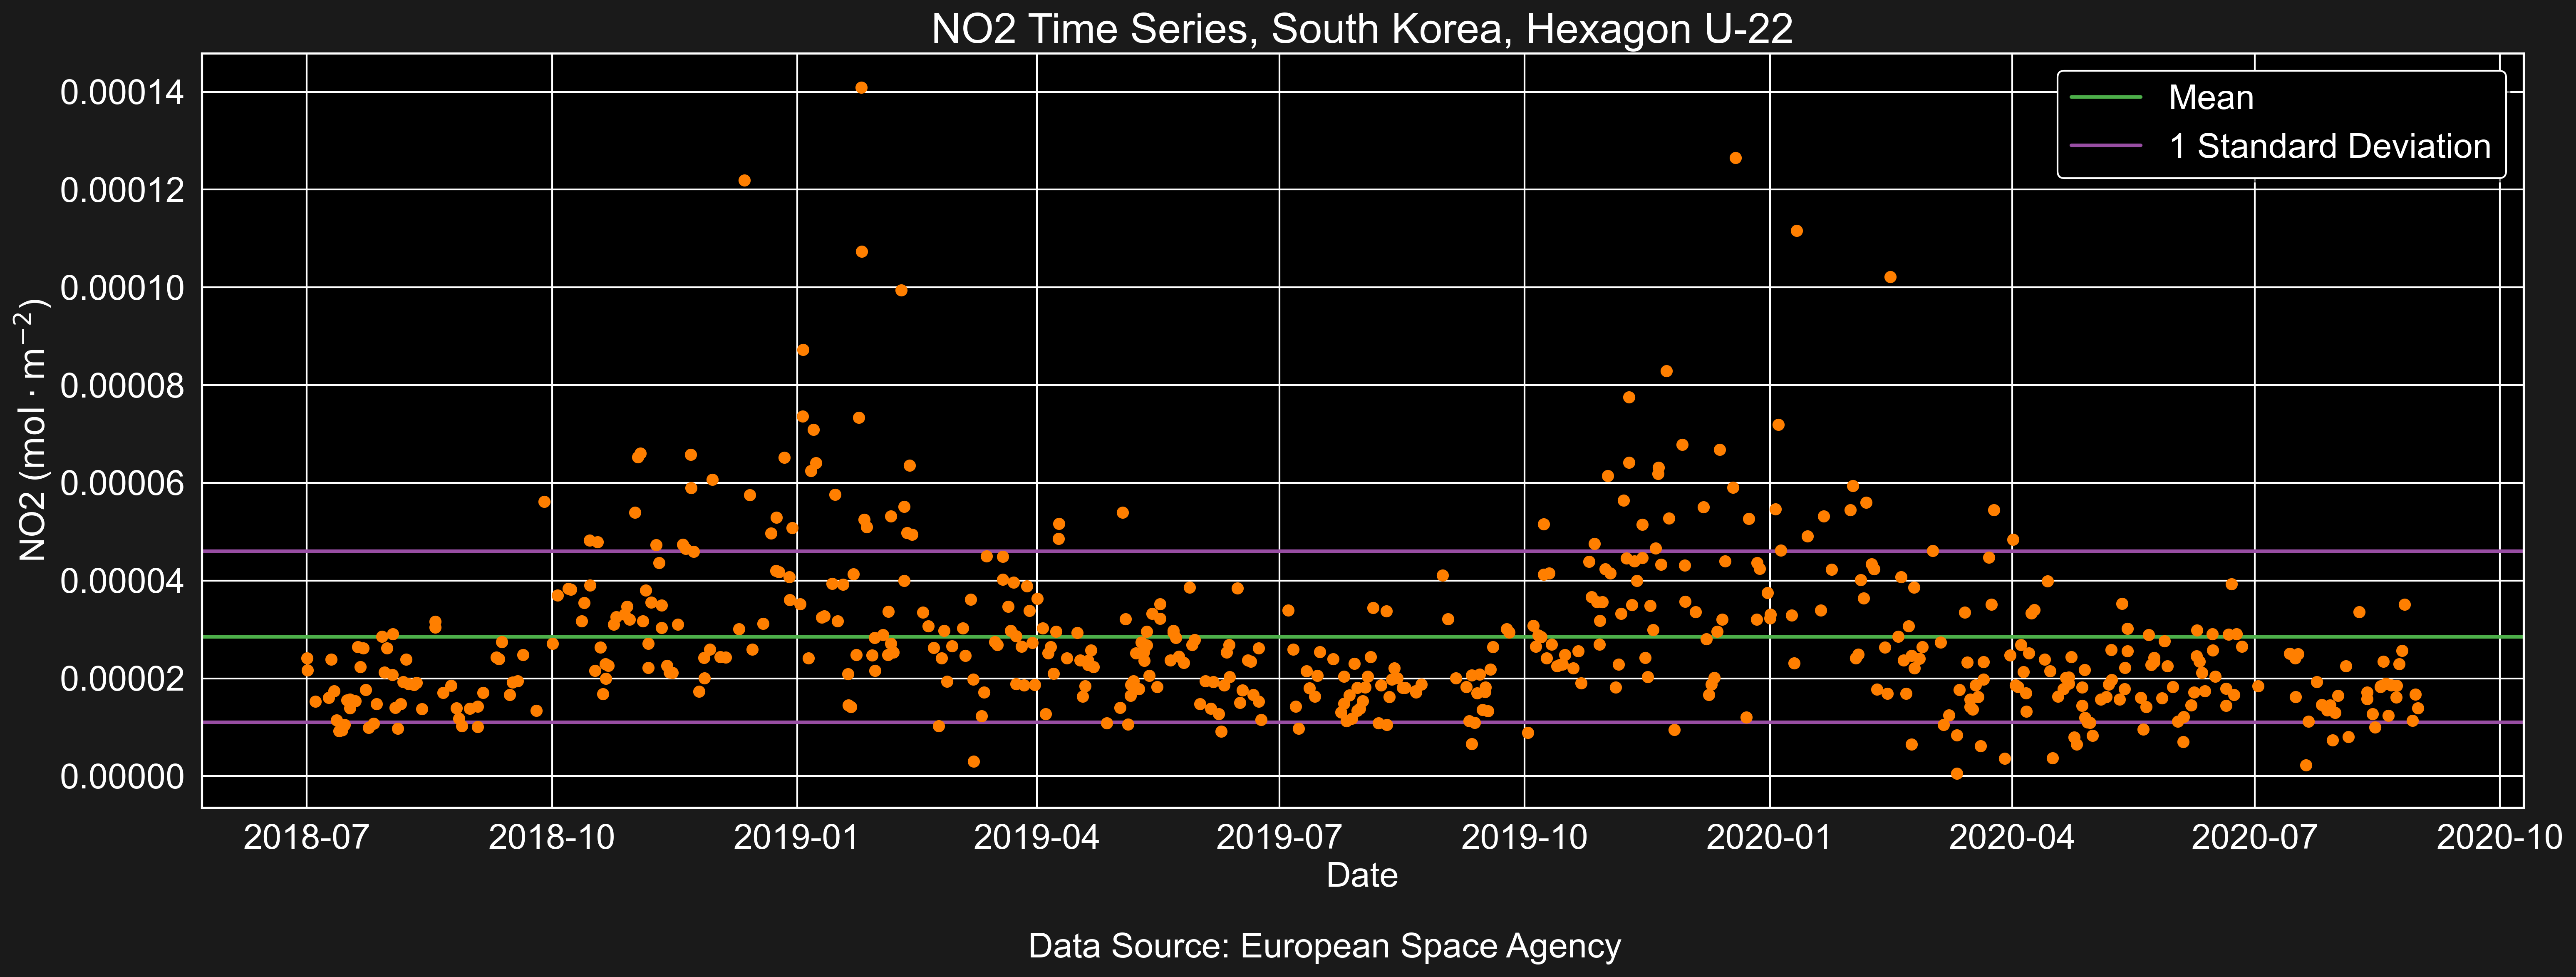 NO2 Time Series, South Korea, Hexagon U-22
Mean
1 Standard Deviation
NO2 (mol · m⁻²)
0.00014
0.00012
0.00010
0.00008
0.00006
0.00004
0.00002
0.00000
2018-07 2018-10 2019-01 2019-04 2019-07 2019-10 2020-01 2020-04 2020-07 2020-10
Date
Data Source: European Space Agency